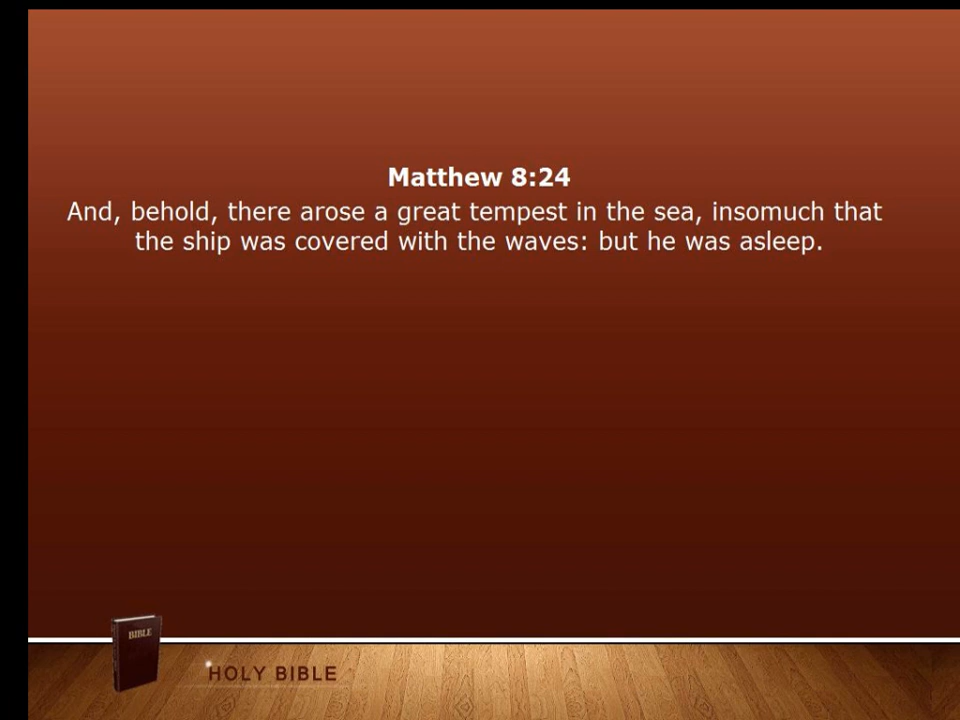 Matthew 8:24
And, behold, there arose a great tempest in the sea, insomuch that
the ship was covered with the waves: but he was asleep.
BIBLE
HOLY BIBLE